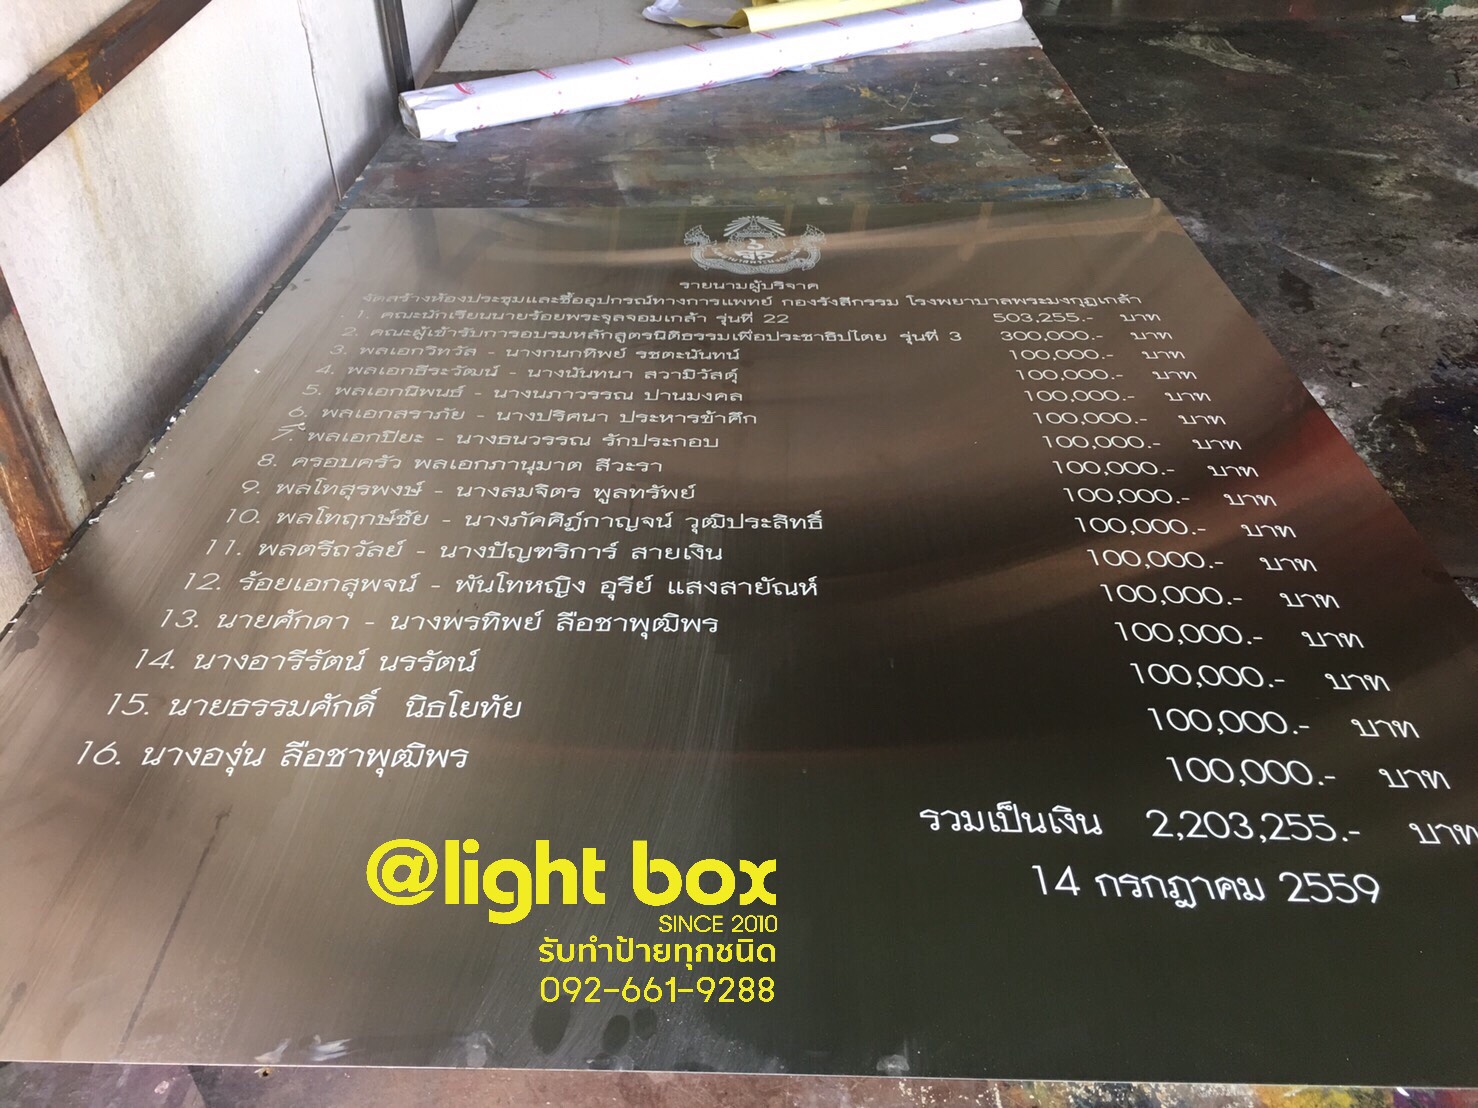 รายนามผู้บริจาค
จัดสร้างห้องประชุมและซื้ออุปกรณ์ทางการแพทย์ กองรังสีกรรม โรงพยาบาลพระมงกุฎเกล้า
1. คณะนักเรียนนายร้อยพระจุลจอมเกล้า รุ่นที่ 22 503,255.- บาท
2. คณะผู้เข้ารับการอบรมหลักสูตรนิติธรรมเพื่อประชาธิปไตย รุ่นที่ 3 300,000.- บาท
3. พลเอกวิทวัส - นางกนกทิพย์ รชตะนันทน์ 100,000.- บาท
4. พลเอกธีระวัฒน์ - นางนันทนา สวามิวัสดุ์ 100,000.- บาท
5. พลเอกนิพนธ์ - นางนภาวรรณ ปานมงคล 100,000.- บาท
6. พลเอกสราภัย - นางปริศนา ประหารข้าศึก 100,000.- บาท
7. พลเอกปิยะ - นางธนวรรณ รักประกอบ 100,000.- บาท
8. ครอบครัว พลเอกภานุมาต สีวะรา 100,000.- บาท
9. พลโทสุรพงษ์ - นางสมจิตร พูลทรัพย์ 100,000.- บาท
10. พลโทฤกษ์ชัย - นางภัคศิฎ์กาญจน์ วุฒิประสิทธิ์ 100,000.- บาท
11. พลตรีถวัลย์ - นางปัญฑริการ์ สายเงิน 100,000.- บาท
12. ร้อยเอกสุพจน์ - พันโทหญิง อุรีย์ แสงสายัณห์ 100,000.- บาท
13. นายศักดา - นางพรทิพย์ ลือชาพุฒิพร 100,000.- บาท
14. นางอารีรัตน์ นรรัตน์ 100,000.- บาท
15. นายธรรมศักดิ์ นิธโยทัย 100,000.- บาท
16. นางองุ่น ลือชาพุฒิพร 100,000.- บาท
รวมเป็นเงิน 2,203,255.- บาท
14 กรกฎาคม 2559
@light box
SINCE 2010
รับทำป้ายทุกชนิด
092-661-9288